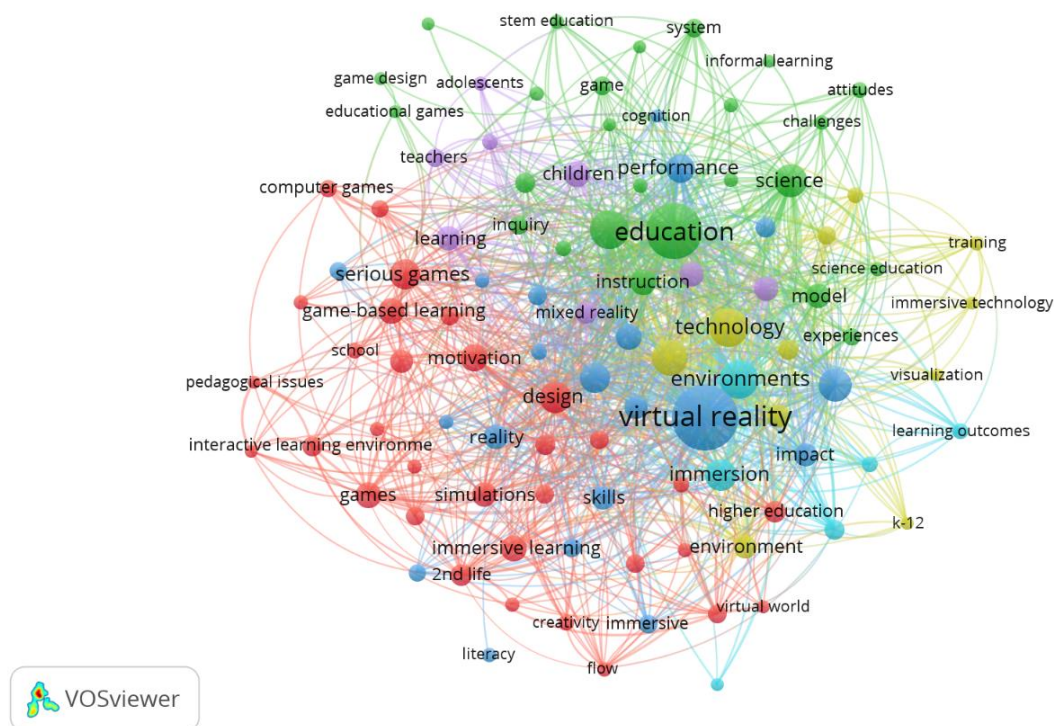 stem education
system
informal learning
game design
adolescents
game
attitudes
educational games
cognition
challenges
teachers
children
performance
science
computer games
inquiry
education
learning
training
serious games
instruction
science education
model
immersive technology
game-based learning
mixed reality
technology
experiences
school
motivation
pedagogical issues
environments
visualization
design
virtual reality
learning outcomes
interactive learning environme
reality
impact
immersion
games
simulations
skills
higher education
k-12
immersive learning
environment
2nd life
virtual world
creativity
immersive
literacy
flow
VOSviewer